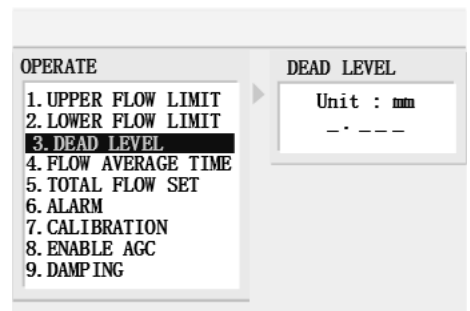 OPERATE
1. UPPER FLOW LIMIT
2. LOWER FLOW LIMIT
3. DEAD LEVEL
4. FLOW AVERAGE TIME
5. TOTAL FLOW SET
6. ALARM
7. CALIBRATION
8. ENABLE AGC
9. DAMPING
DEAD LEVEL
Unit : mm
_._ _ _